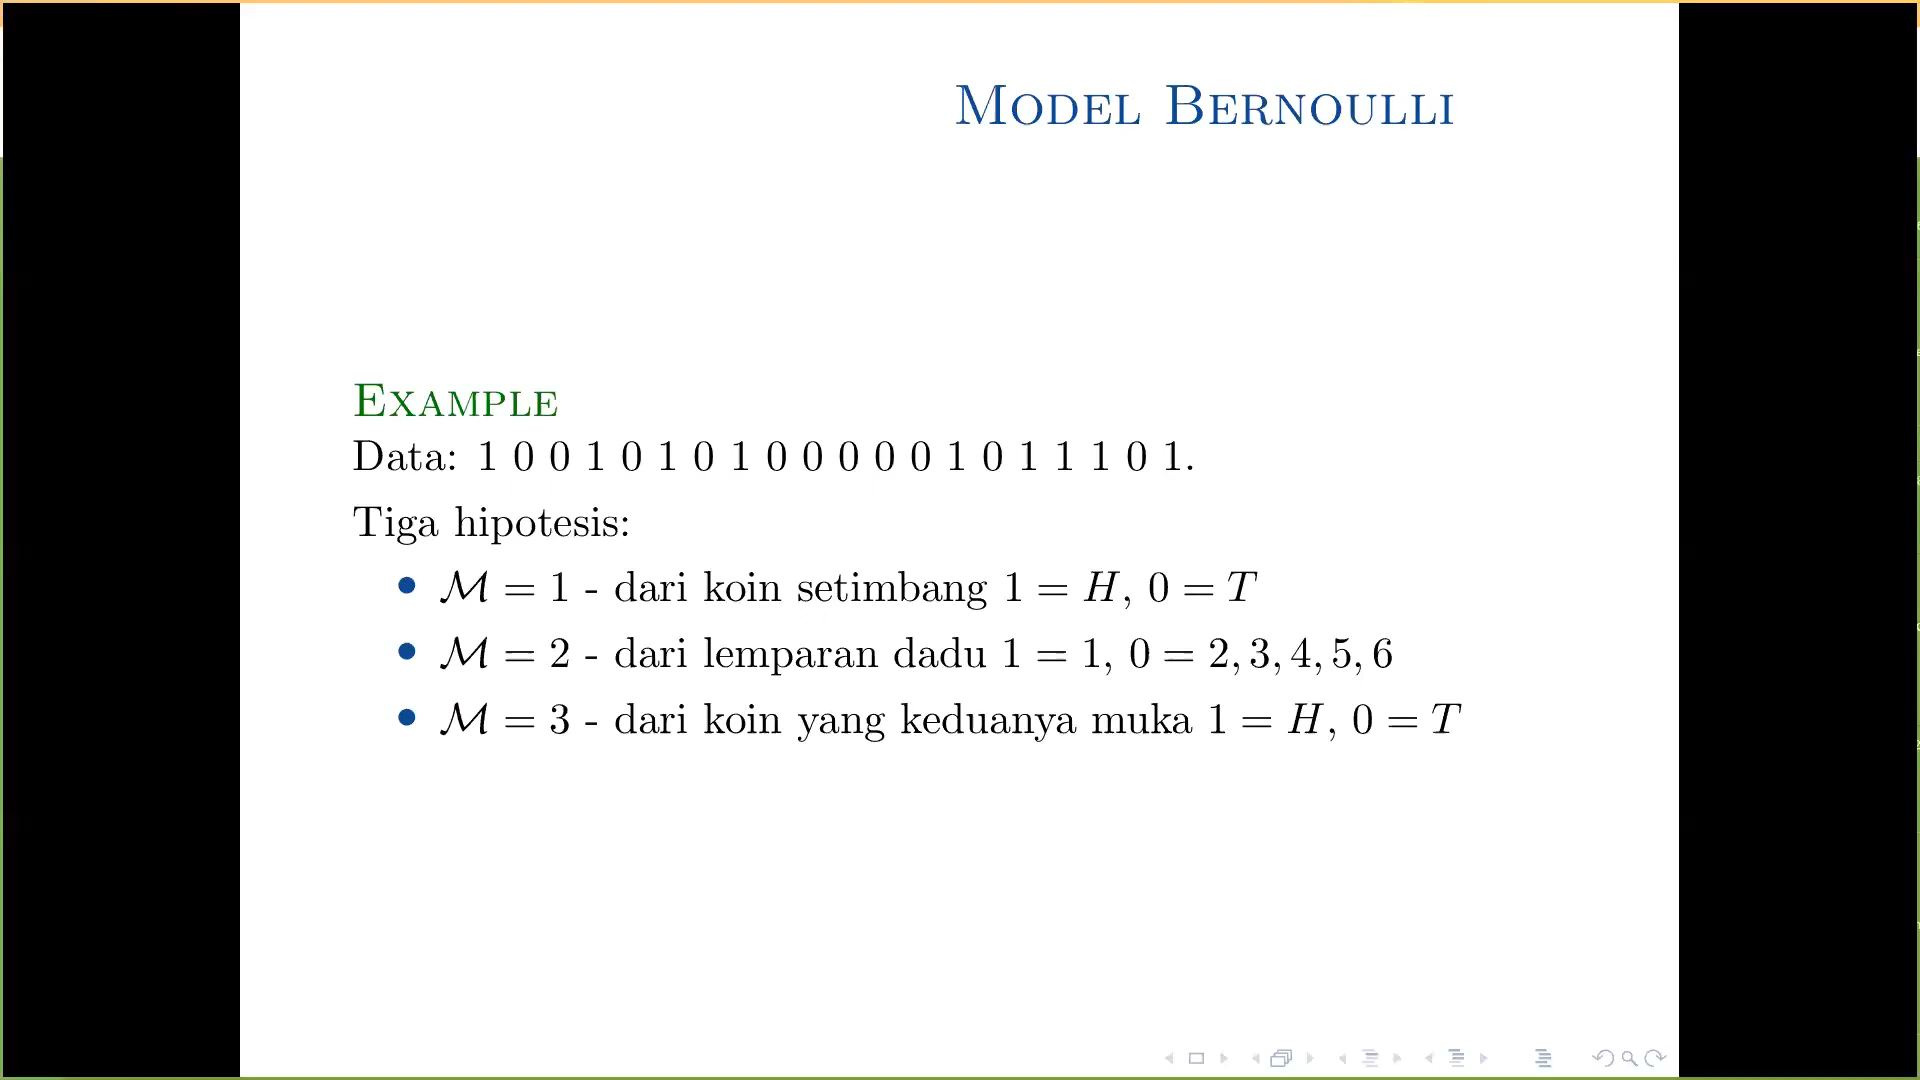 MODEL BERNOULLI
EXAMPLE
Data: 1 0 0 1 0 1 0 1 0 0 0 0 0 1 0 1 1 1 0 1.
Tiga hipotesis:
• ℳ = 1 - dari koin setimbang 1 = H, 0 = T
• ℳ = 2 - dari lemparan dadu 1 = 1, 0 = 2, 3, 4, 5, 6
• ℳ = 3 - dari koin yang keduanya muka 1 = H, 0 = T